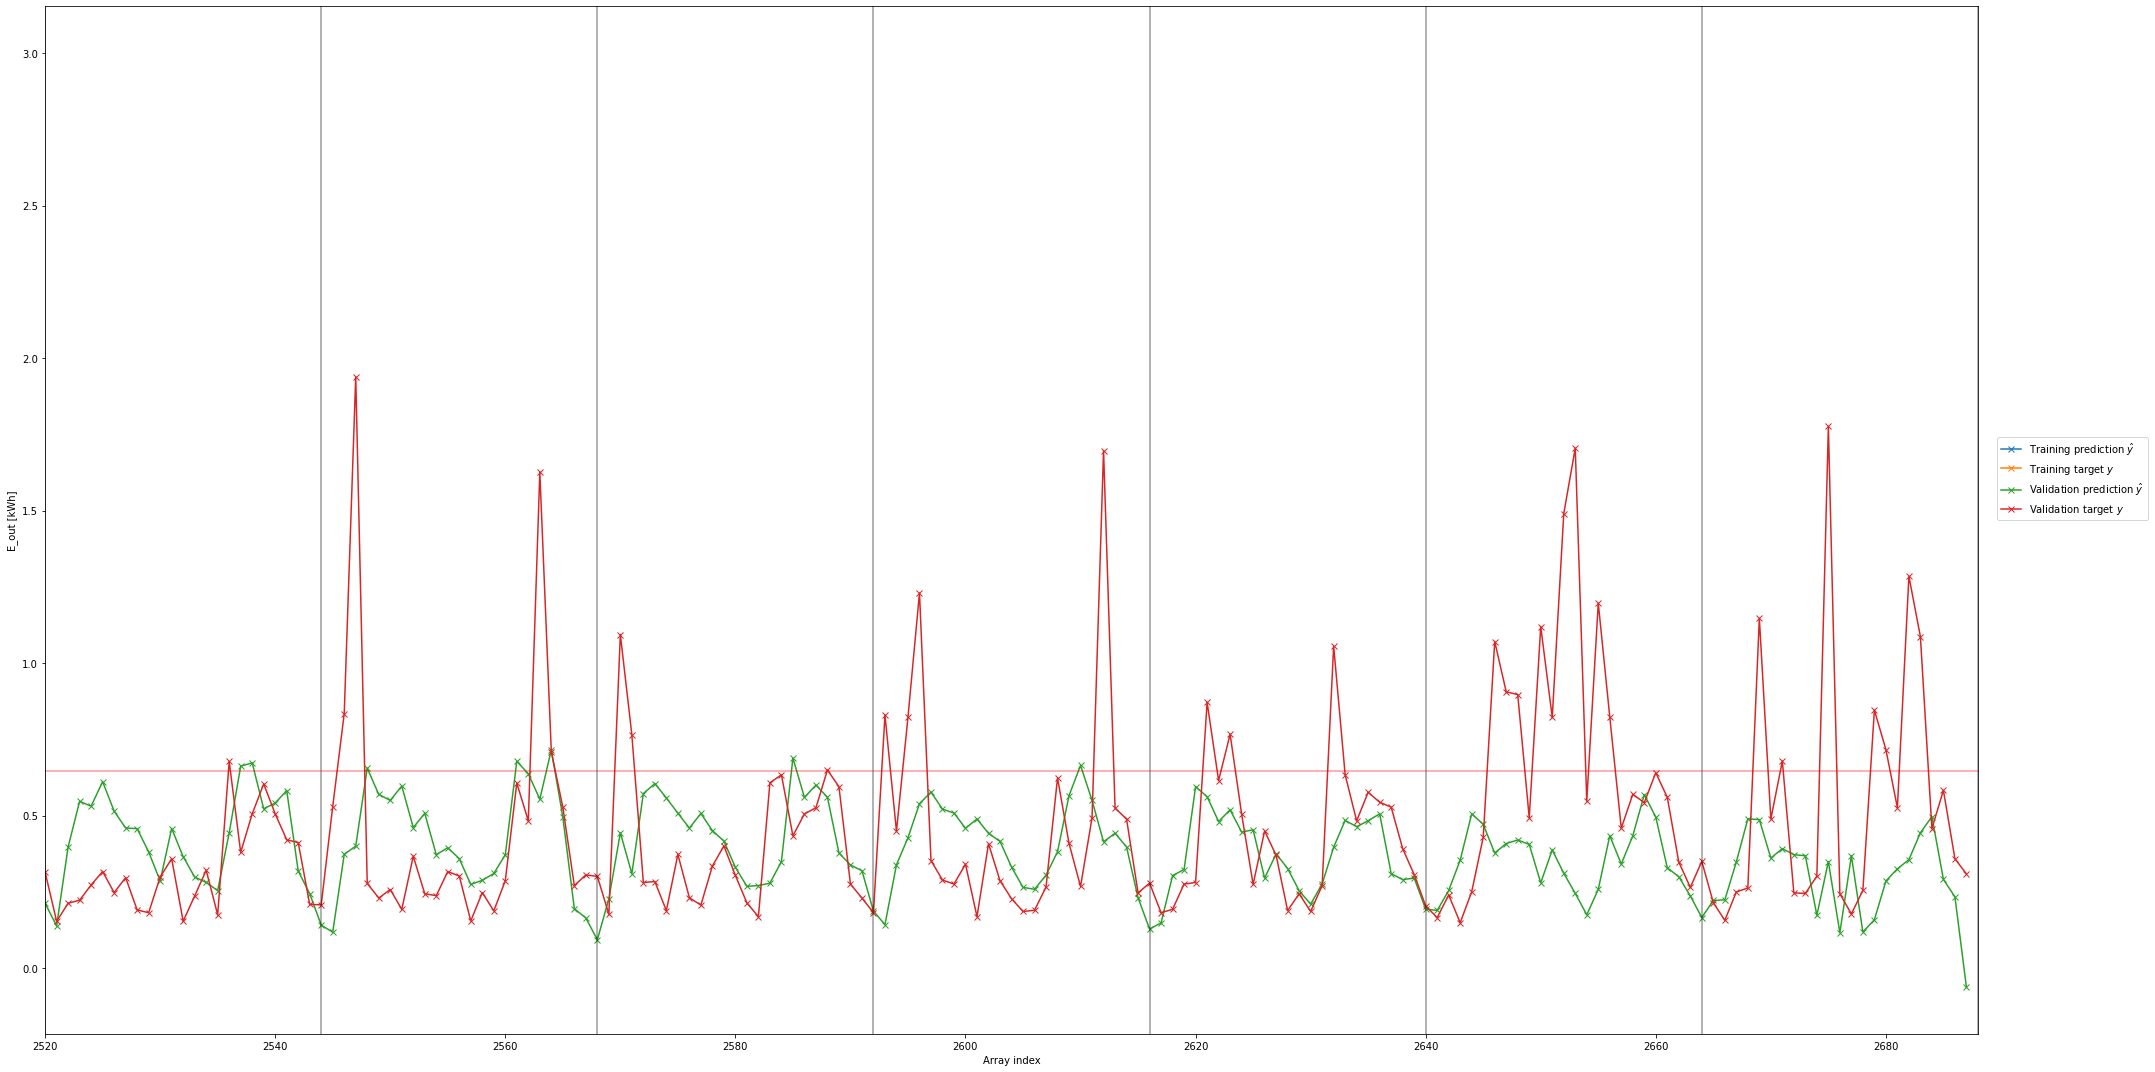 3.0
2.5
2.0
1.5
1.0
0.5
0.0
E_out [kWh]
2520 2540 2560 2580 2600 2620 2640 2660 2680
Array index
Training prediction ŷ
Training target y
Validation prediction ŷ
Validation target y